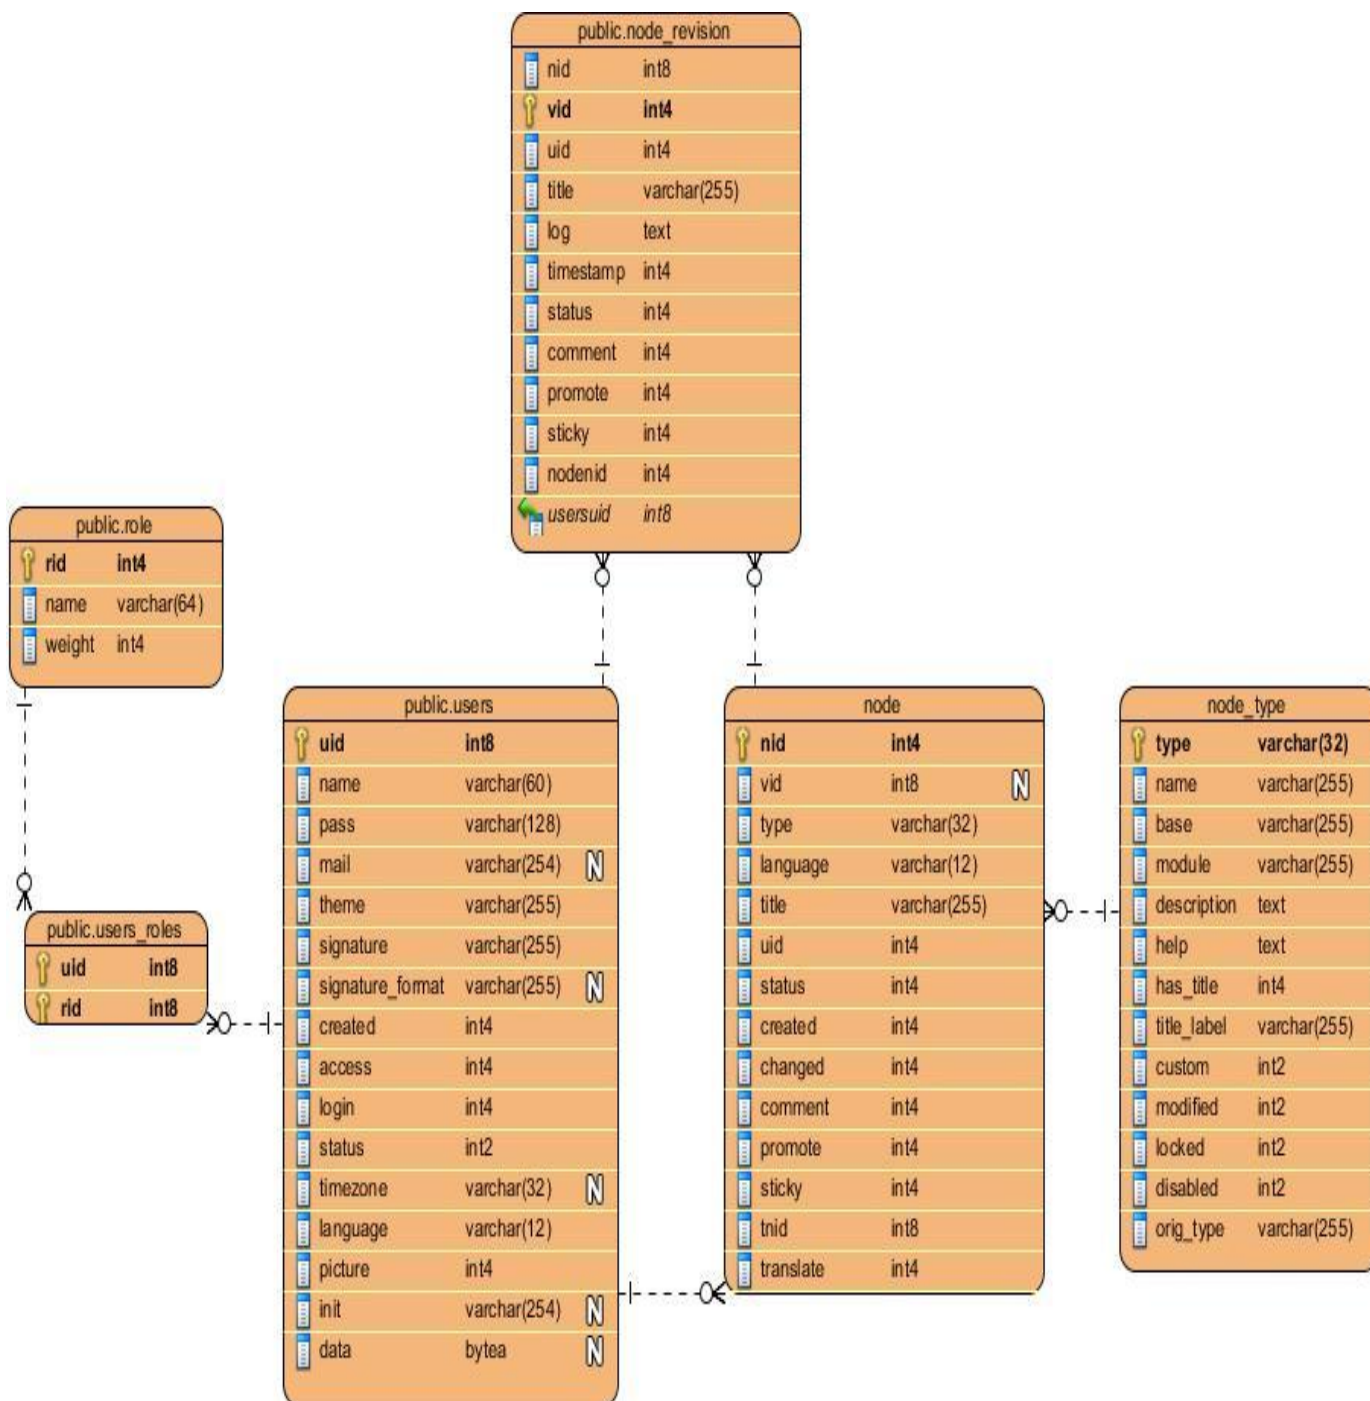 public.node_revision
nid int8
vid int4
uid int4
title varchar(255)
log text
timestamp int4
status int4
comment int4
promote int4
sticky int4
nodenid int4
usersuid int8
public.role
rid int4
name varchar(64)
weight int4
public.users_roles
uid int8
rid int8
public.users
uid int8
name varchar(60)
pass varchar(128)
mail varchar(254) N
theme varchar(255)
signature varchar(255)
signature_format varchar(255) N
created int4
access int4
login int4
status int2
timezone varchar(32) N
language varchar(12)
picture int4
init varchar(254) N
data bytea N
node
nid int4
vid int8 N
type varchar(32)
language varchar(12)
title varchar(255)
uid int4
status int4
created int4
changed int4
comment int4
promote int4
sticky int4
tnid int8
translate int4
node_type
type varchar(32)
name varchar(255)
base varchar(255)
module varchar(255)
description text
help text
has_title int4
title_label varchar(255)
custom int2
modified int2
locked int2
disabled int2
orig_type varchar(255)